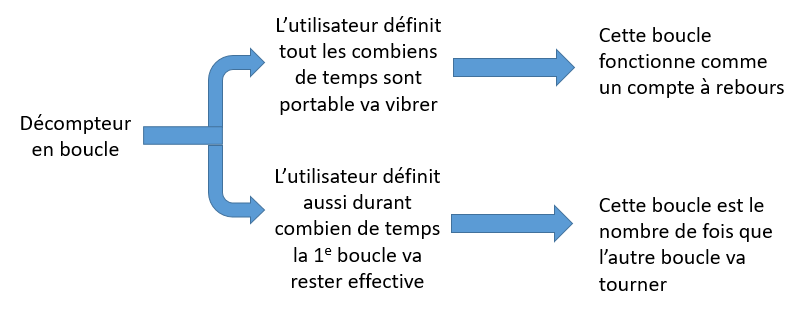 Décompteur
en boucle
L’utilisateur définit
tout les combiens
de temps sont
portable va vibrer
Cette boucle
fonctionne comme
un compte à rebours
L’utilisateur définit
aussi durant
combien de temps
la 1e boucle va
rester effective
Cette boucle est le
nombre de fois que
l’autre boucle va
tourner